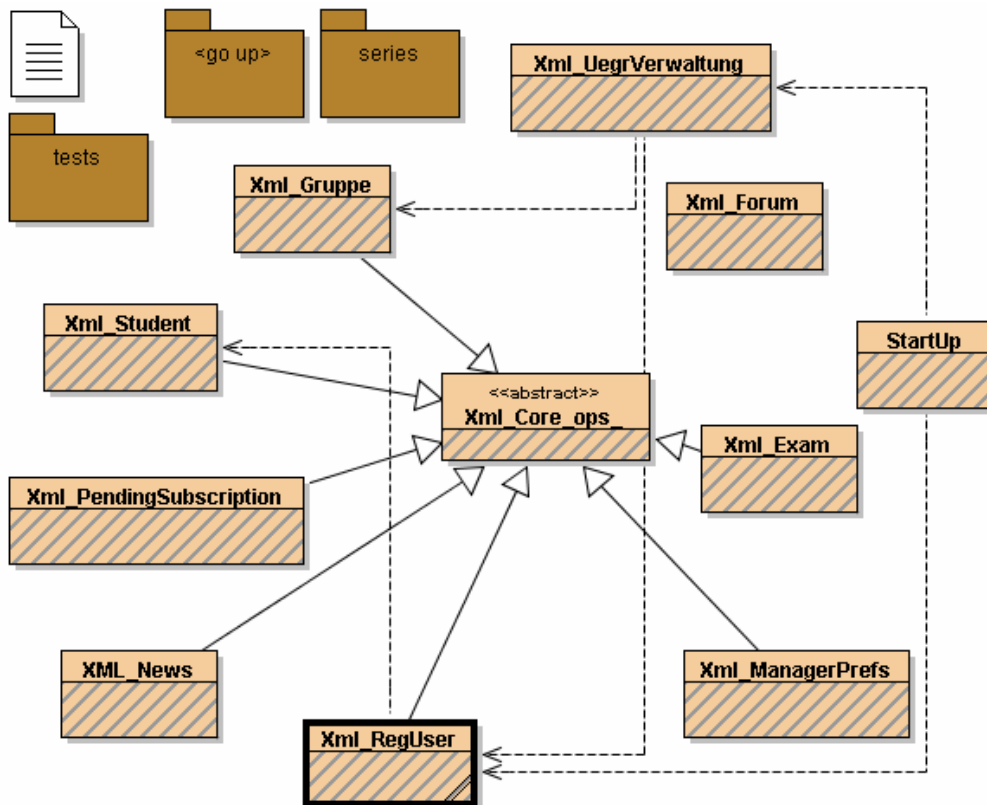 <go up>
series
Xml_UegrVerwaltung
tests
Xml_Gruppe
Xml_Forum
Xml_Student
StartUp
<<abstract>>
Xml_Core_ops_
Xml_Exam
Xml_PendingSubscription
XML_News
Xml_ManagerPrefs
Xml_RegUser